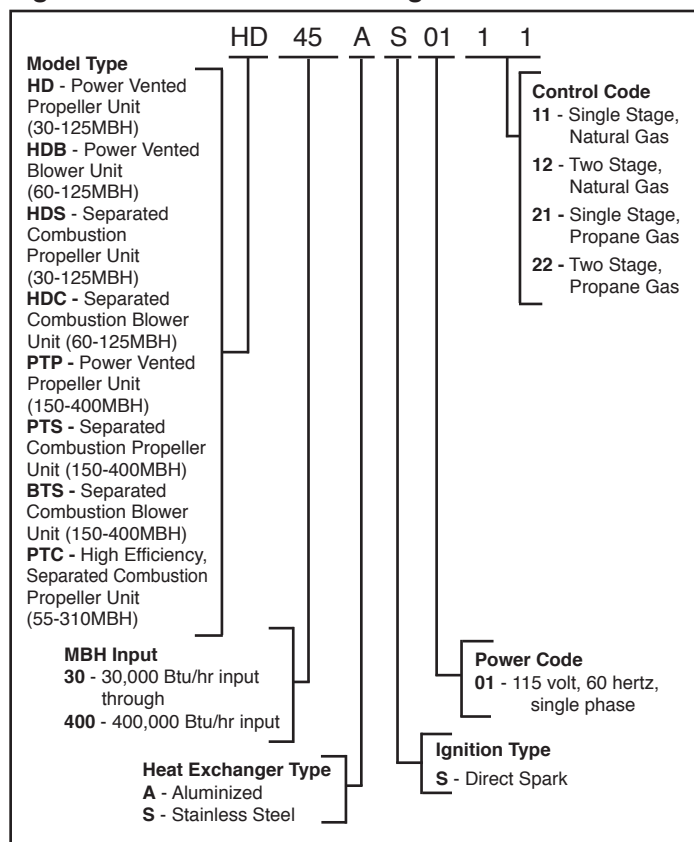 HD 45 A S 01 1 1
Model Type
HD - Power Vented
Propeller Unit
(30-125MBH)
HDB - Power Vented
Blower Unit
(60-125MBH)
HDS - Separated
Combustion
Propeller Unit
(30-125MBH)
HDC - Separated
Combustion Blower
Unit (60-125MBH)
PTP - Power Vented
Propeller Unit
(150-400MBH)
PTS - Separated
Combustion Propeller
Unit (150-400MBH)
BTS - Separated
Combustion Blower
Unit (150-400MBH)
PTC - High Efficiency,
Separated Combustion
Propeller Unit
(55-310MBH)
Control Code
11 - Single Stage,
Natural Gas
12 - Two Stage,
Natural Gas
21 - Single Stage,
Propane Gas
22 - Two Stage,
Propane Gas
MBH Input
30 - 30,000 Btu/hr input
through
400 - 400,000 Btu/hr input
Power Code
01 - 115 volt, 60 hertz,
single phase
Heat Exchanger Type
A - Aluminized
S - Stainless Steel
Ignition Type
S - Direct Spark